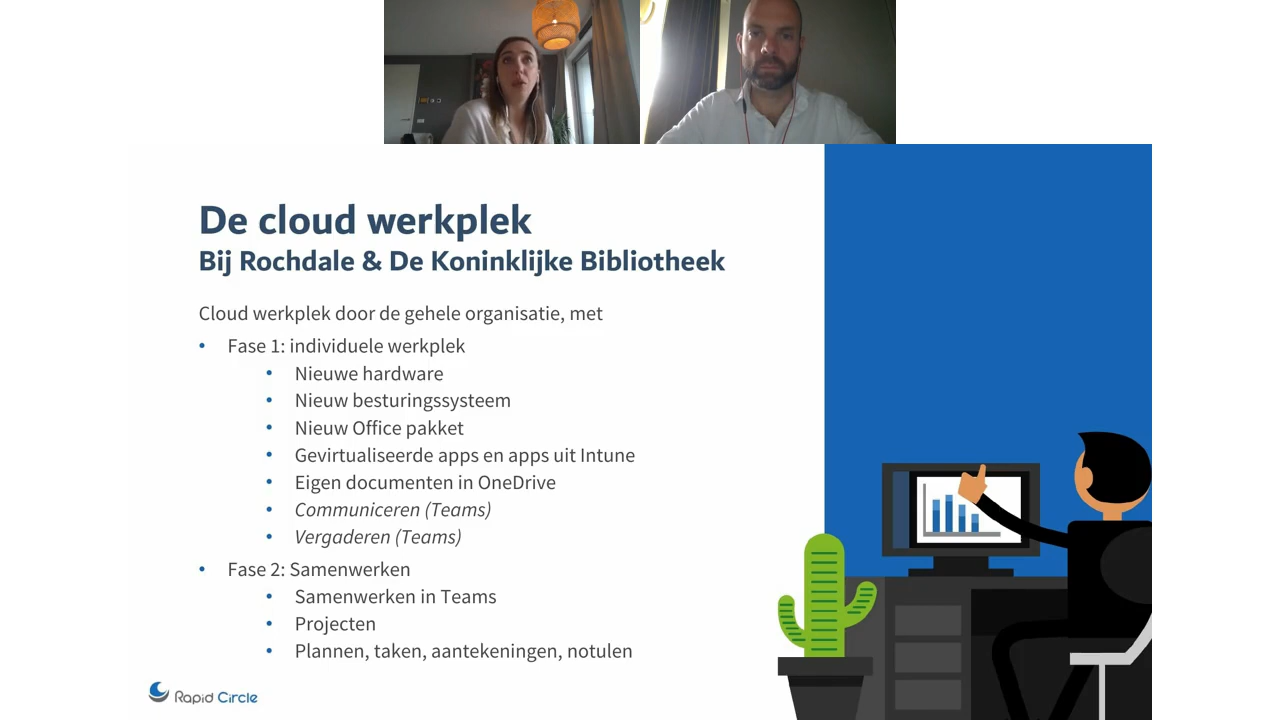 De cloud werkplek
Bij Rochdale & De Koninklijke Bibliotheek
Cloud werkplek door de gehele organisatie, met
• Fase 1: individuele werkplek
• Nieuwe hardware
• Nieuw besturingssysteem
• Nieuw Office pakket
• Gevirtualiseerde apps en apps uit Intune
• Eigen documenten in OneDrive
• Communiceren (Teams)
• Vergaderen (Teams)
• Fase 2: Samenwerken
• Samenwerken in Teams
• Projecten
• Plannen, taken, aantekeningen, notulen
Rapid Circle